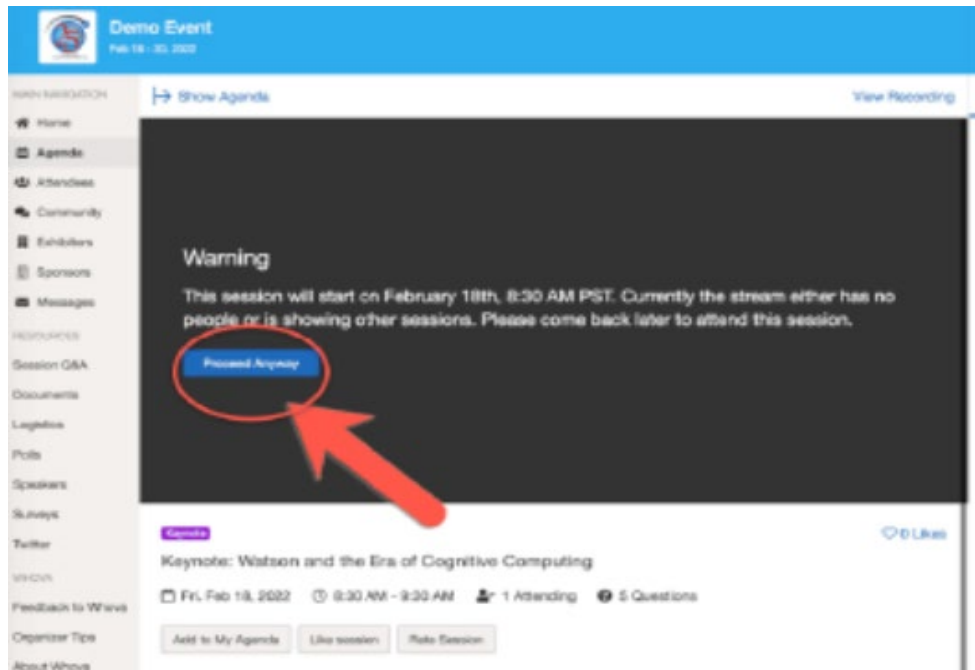 Demo Event
Feb 18 - 20, 2022
MAIN NAVIGATION
Show Agenda
View Recording
Home
Agenda
Attendees
Community
Exhibitors
Sponsors
Messages
RESOURCES
Session Q&A
Documents
Logistics
Polls
Speakers
Surveys
Twitter
WHOVA
Feedback to Whova
Organizer Tips
About Whova
Warning
This session will start on February 18th, 8:30 AM PST. Currently the stream either has no
people or is showing other sessions. Please come back later to attend this session.
Proceed Anyway
Keynote
0 Likes
Keynote: Watson and the Era of Cognitive Computing
Fri, Feb 18, 2022 8:30 AM - 9:30 AM 1 Attending 5 Questions
Add to My Agenda Like session Rate Session